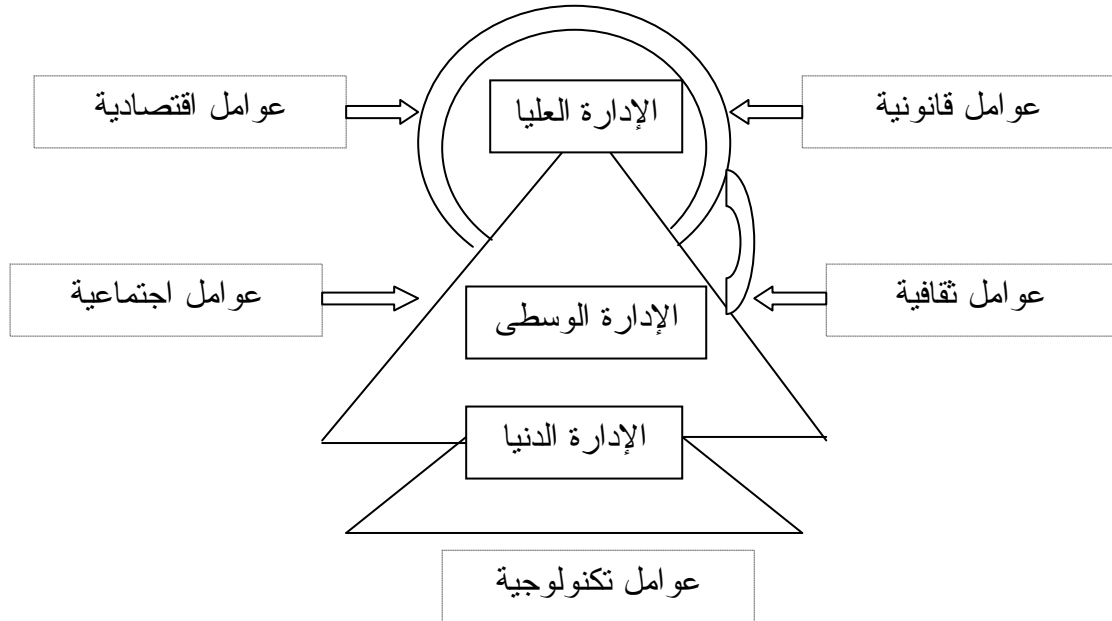 الإدارة العليا
عوامل قانونية
عوامل اقتصادية
عوامل ثقافية
عوامل اجتماعية
الإدارة الوسطى
الإدارة الدنيا
عوامل تكنولوجية